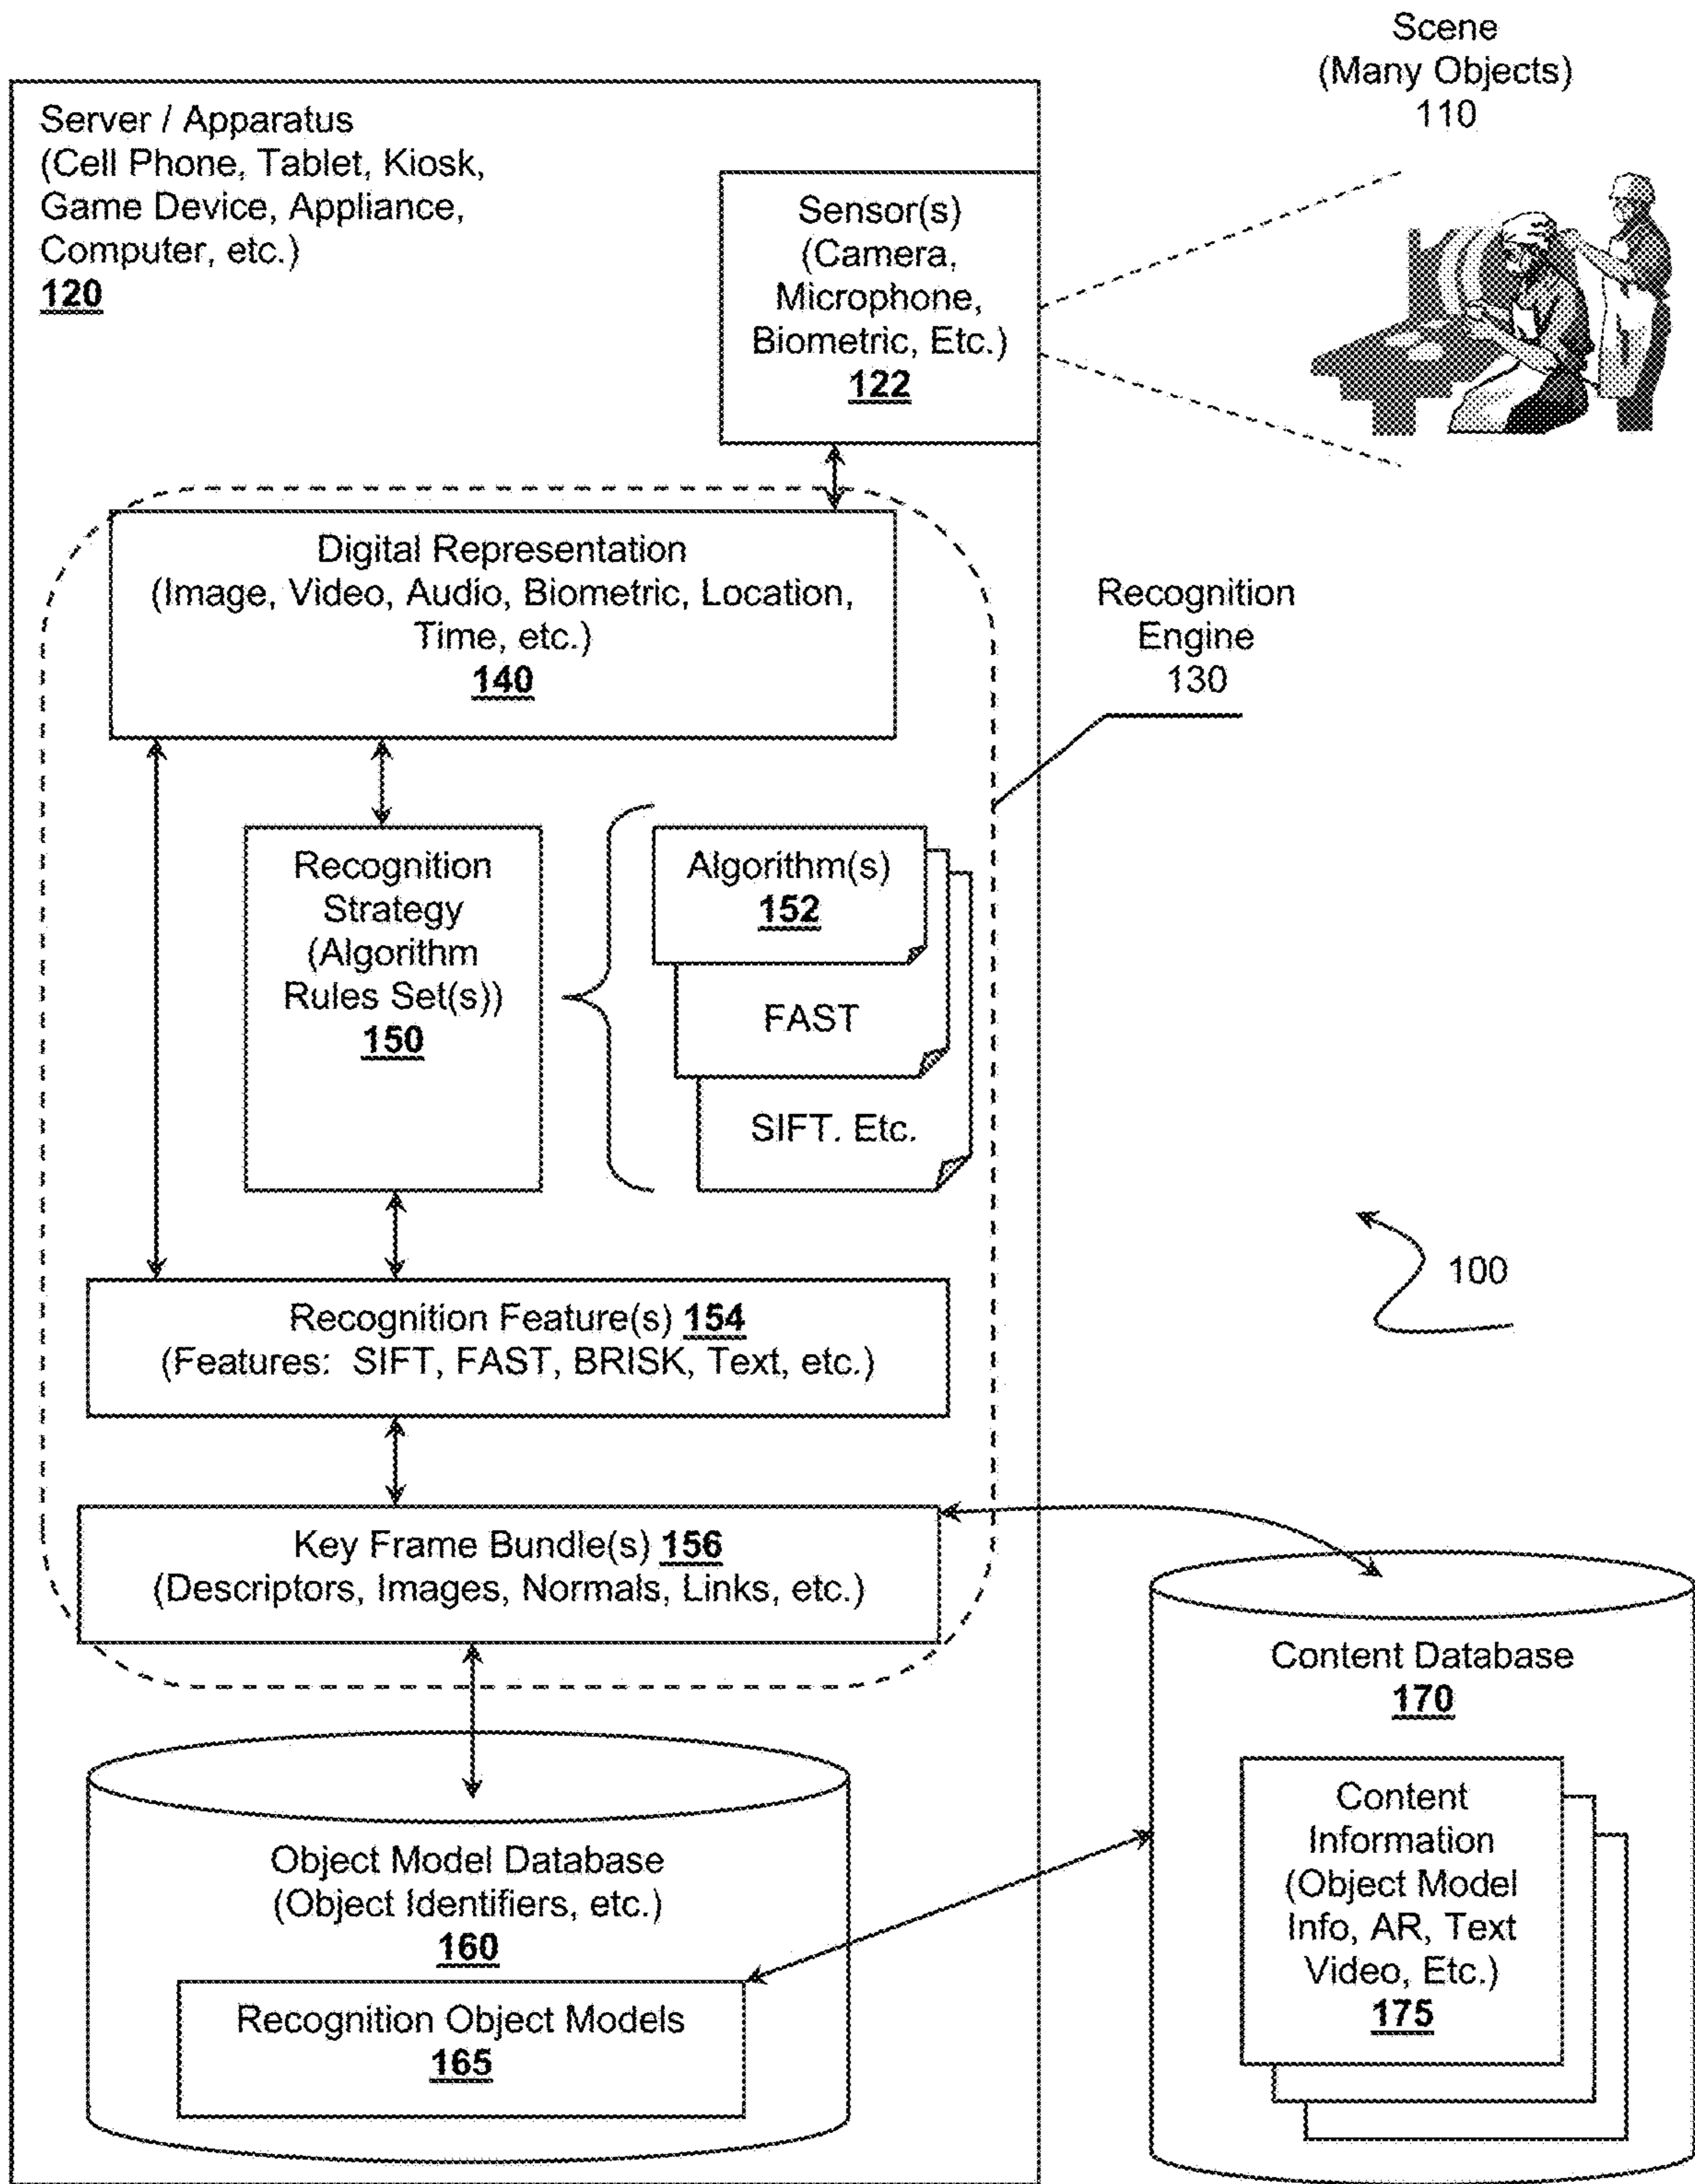 Scene
(Many Objects)
110
Server / Apparatus
(Cell Phone, Tablet, Kiosk,
Game Device, Appliance,
Computer, etc.)
120
Sensor(s)
(Camera,
Microphone,
Biometric, Etc.)
122
Digital Representation
(Image, Video, Audio, Biometric, Location,
Time, etc.)
140
Recognition
Engine
130
Recognition
Strategy
(Algorithm
Rules Set(s))
150
Algorithm(s)
152
FAST
SIFT. Etc.
100
Recognition Feature(s) 154
(Features: SIFT, FAST, BRISK, Text, etc.)
Key Frame Bundle(s) 156
(Descriptors, Images, Normals, Links, etc.)
Content Database
170
Content
Information
(Object Model
Info, AR, Text
Video, Etc.)
175
Object Model Database
(Object Identifiers, etc.)
160
Recognition Object Models
165